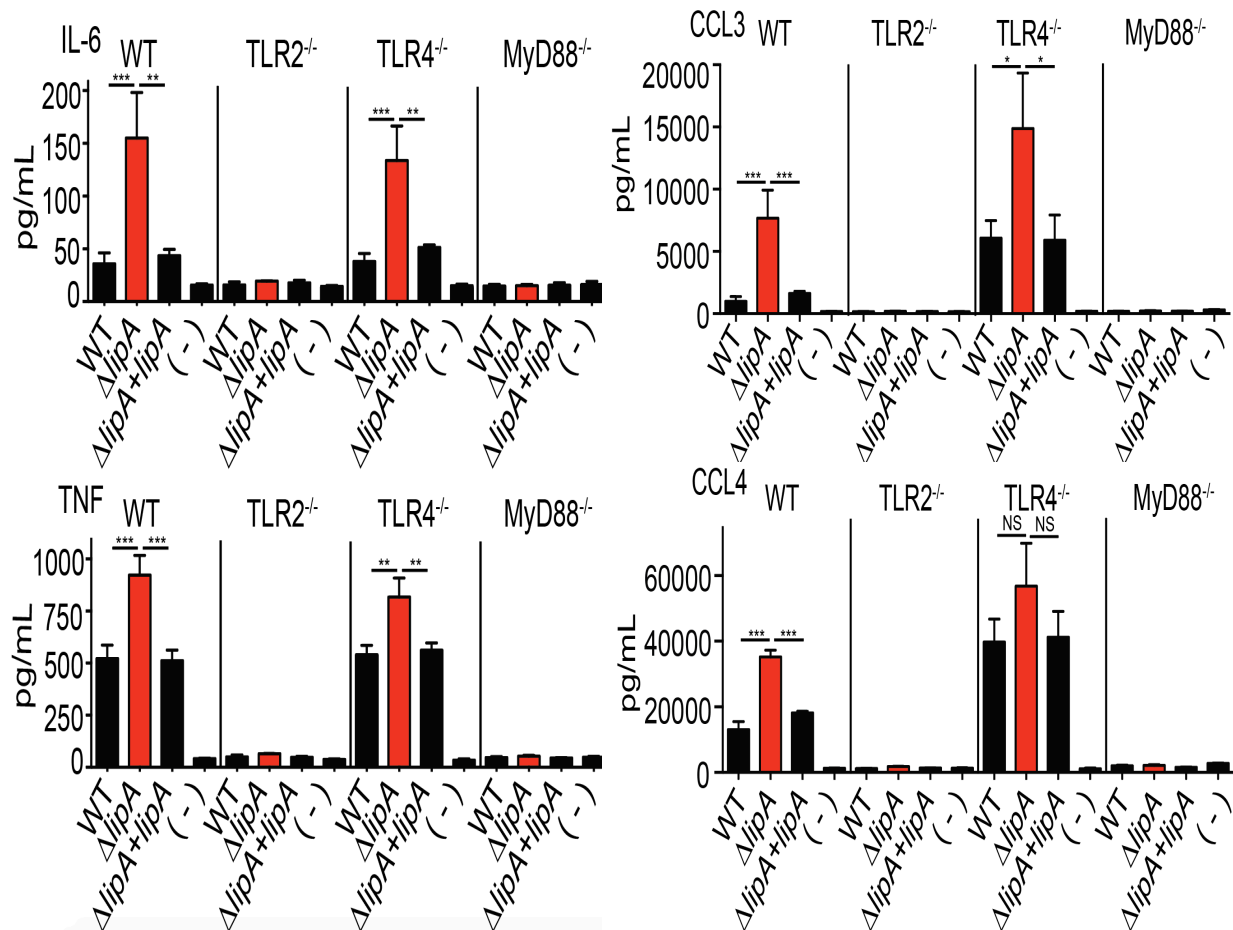 IL-6 WT TLR2-/- TLR4-/- MyD88-/-
*** ** *** **
pg/mL
200
150
100
50
0
WT ΔlipA ΔlipA+lipA (-) WT ΔlipA ΔlipA+lipA (-) WT ΔlipA ΔlipA+lipA (-) WT ΔlipA ΔlipA+lipA (-)
CCL3 WT TLR2-/- TLR4-/- MyD88-/-
*** *** * *
pg/mL
20000
15000
10000
5000
0
WT ΔlipA ΔlipA+lipA (-) WT ΔlipA ΔlipA+lipA (-) WT ΔlipA ΔlipA+lipA (-) WT ΔlipA ΔlipA+lipA (-)
TNF WT TLR2-/- TLR4-/- MyD88-/-
*** *** ** **
pg/mL
1000
750
500
250
0
WT ΔlipA ΔlipA+lipA (-) WT ΔlipA ΔlipA+lipA (-) WT ΔlipA ΔlipA+lipA (-) WT ΔlipA ΔlipA+lipA (-)
CCL4 WT TLR2-/- TLR4-/- MyD88-/-
*** *** NS NS
pg/mL
60000
40000
20000
0
WT ΔlipA ΔlipA+lipA (-) WT ΔlipA ΔlipA+lipA (-) WT ΔlipA ΔlipA+lipA (-) WT ΔlipA ΔlipA+lipA (-)